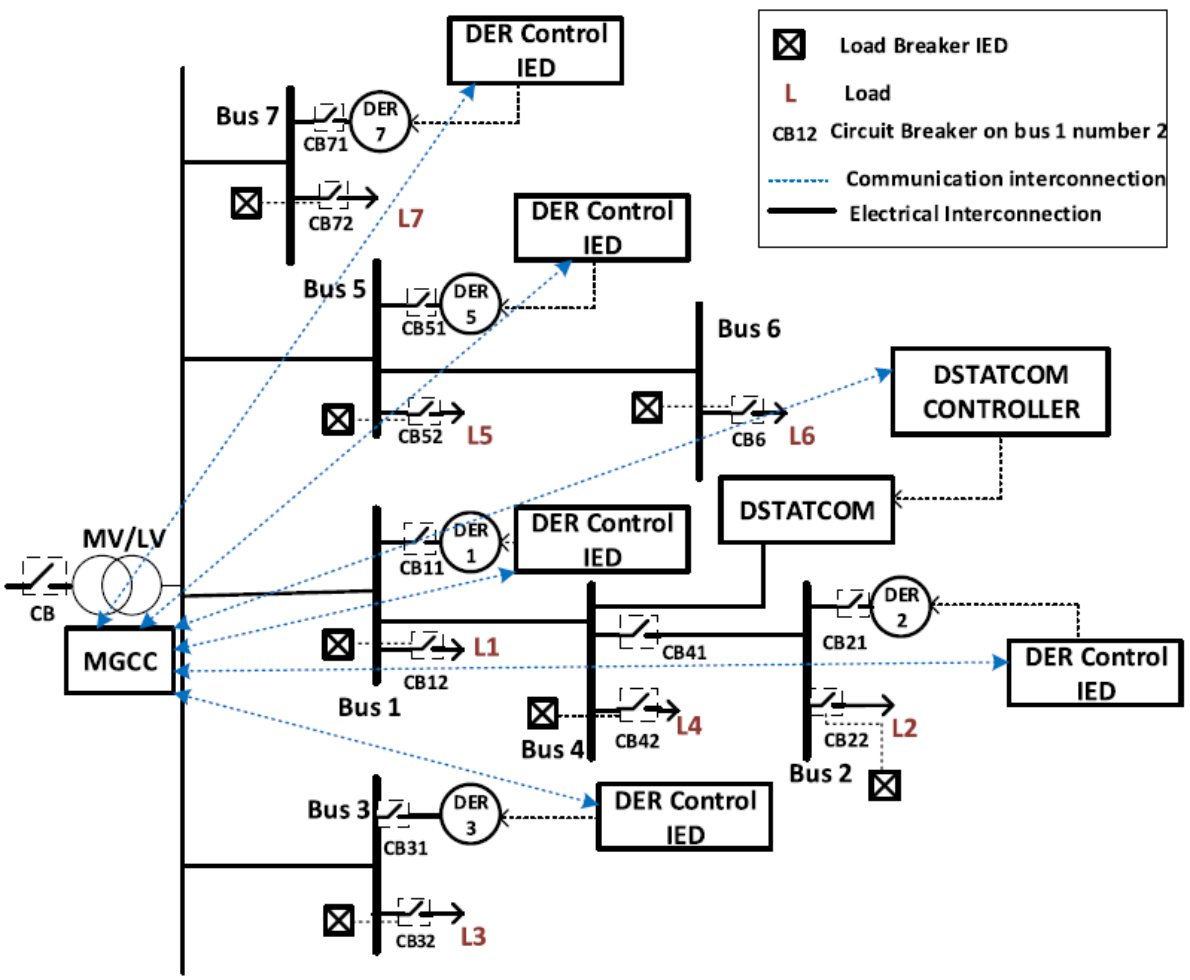 DER Control
IED
Load Breaker IED
L Load
CB12 Circuit Breaker on bus 1 number 2
Communication interconnection
Electrical Interconnection
Bus 7
DER
7
CB71
CB72
L7
DER Control
IED
Bus 5
DER
5
CB51
CB52
L5
Bus 6
CB6
L6
DSTATCOM
CONTROLLER
DSTATCOM
MV/LV
CB
MGCC
DER
1
CB11
DER Control
IED
CB12
L1
Bus 1
CB41
CB42
L4
Bus 4
DER
2
CB21
CB22
L2
Bus 2
DER Control
IED
Bus 3
DER
3
CB31
DER Control
IED
CB32
L3